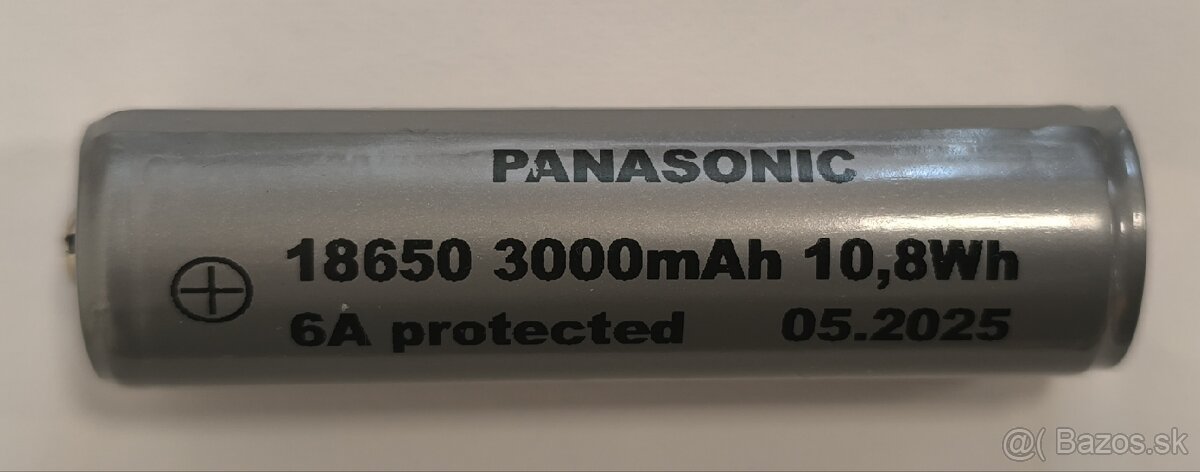 PANASONIC
18650 3000mAh 10,8Wh
6A protected 05.2025
@( Bazos.sk